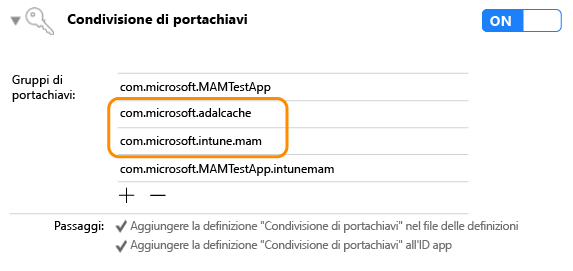 Condivisione di portachiavi
ON
Gruppi di
portachiavi:
com.microsoft.MAMTestApp
com.microsoft.adalcache
com.microsoft.intune.mam
com.microsoft.MAMTestApp.intunemam
Passaggi:
Aggiungere la definizione "Condivisione di portachiavi" nel file delle definizioni
Aggiungere la definizione "Condivisione di portachiavi" all'ID app